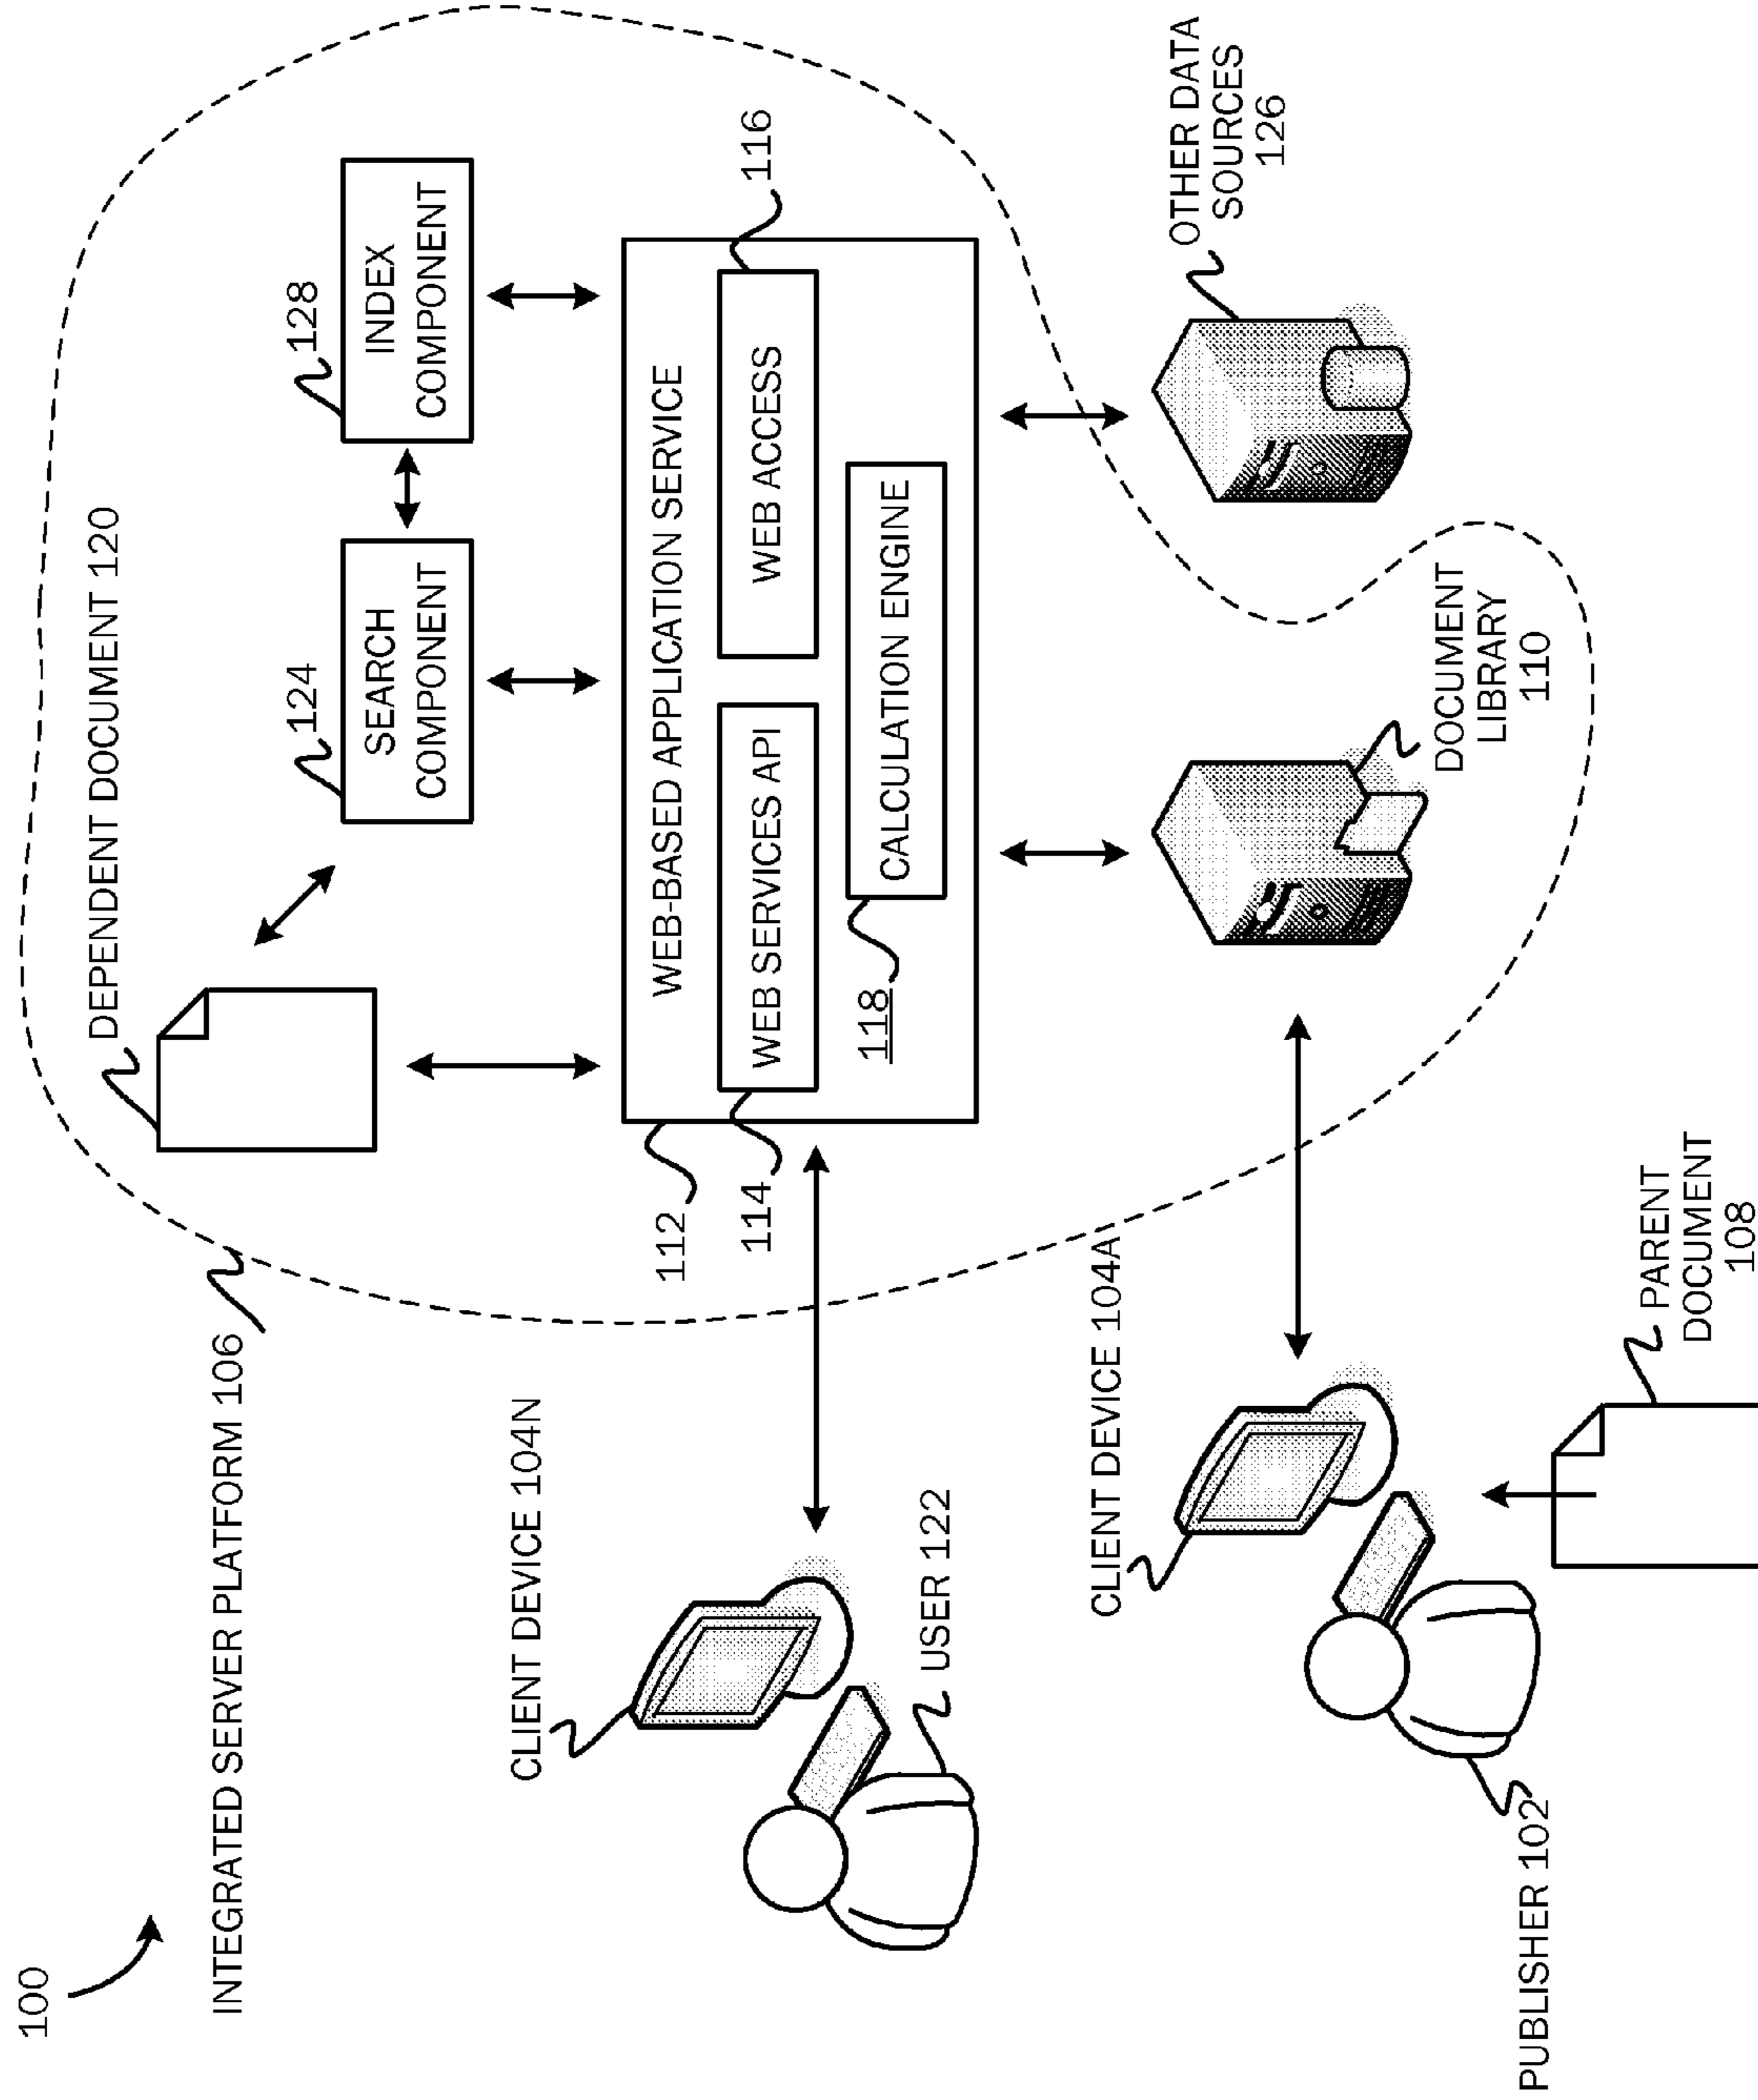 100
INTEGRATED SERVER PLATFORM 106
DEPENDENT DOCUMENT 120
124
SEARCH
COMPONENT
128
INDEX
COMPONENT
CLIENT DEVICE 104N
USER 122
112
114
WEB-BASED APPLICATION SERVICE
WEB SERVICES API
WEB ACCESS
116
118
CALCULATION ENGINE
CLIENT DEVICE 104A
PUBLISHER 102
PARENT
DOCUMENT
108
DOCUMENT
LIBRARY
110
OTHER DATA
SOURCES
126